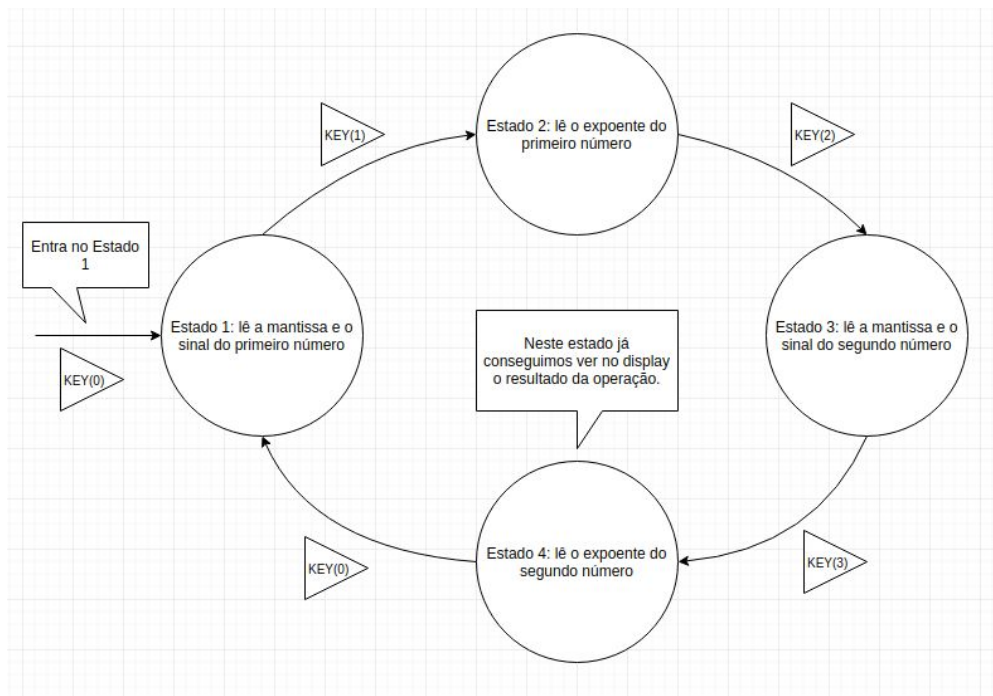 KEY(1)
Estado 2: lê o expoente do
primeiro número
KEY(2)
Entra no Estado
1
KEY(0)
Estado 1: lê a mantissa e o
sinal do primeiro número
Neste estado já
conseguimos ver no display
o resultado da operação.
Estado 3: lê a mantissa e o
sinal do segundo número
KEY(0)
Estado 4: lê o expoente do
segundo número
KEY(3)